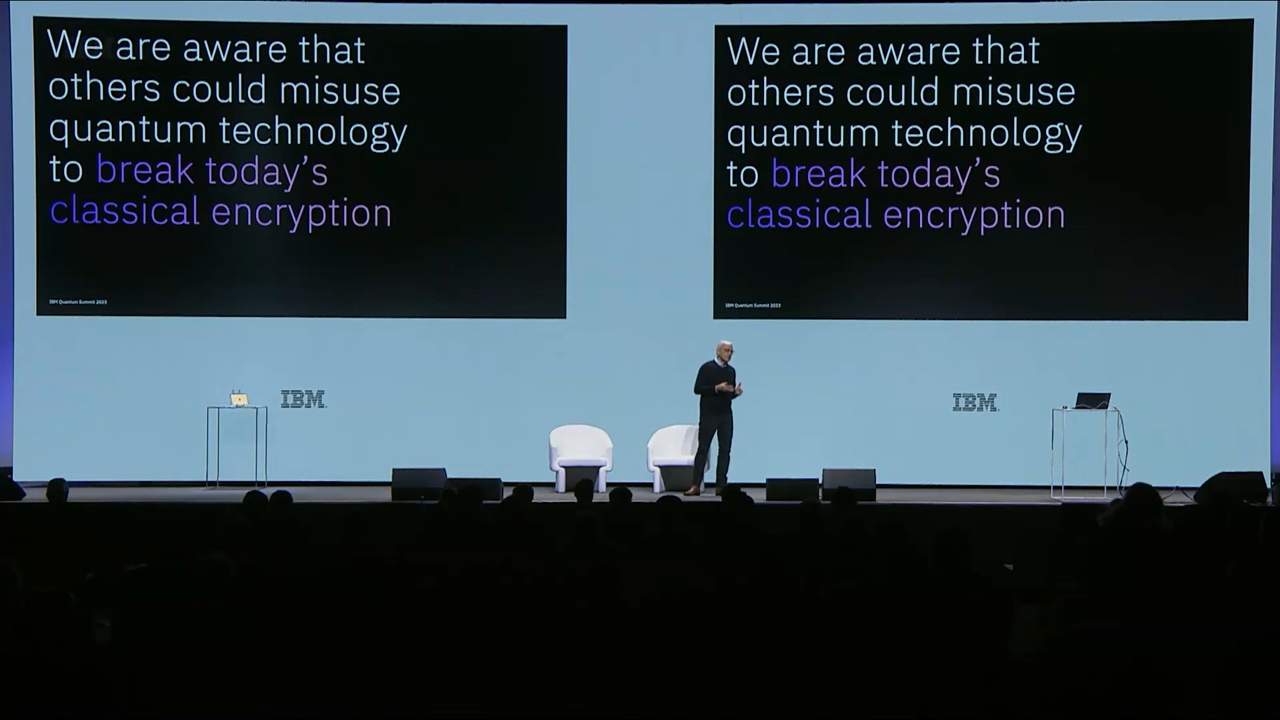 We are aware that
others could misuse
quantum technology
to break today's
classical encryption
IBM Quantum Summit 2023
We are aware that
others could misuse
quantum technology
to break today's
classical encryption
IBM Quantum Summit 2023
IBM
IBM